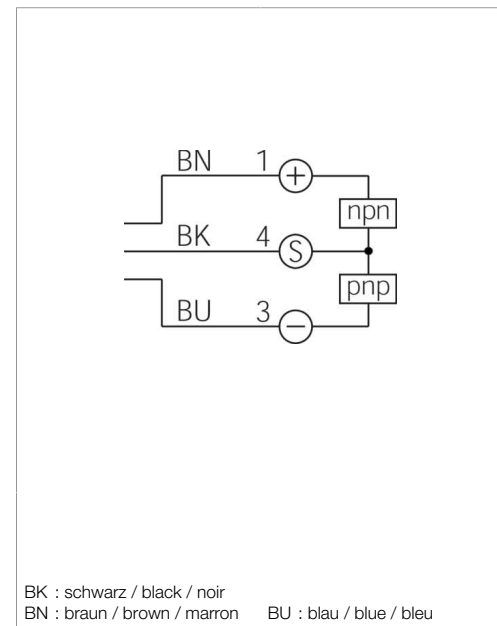 BN 1 +
npn
BK 4 S
pnp
BU 3 −
BK : schwarz / black / noir
BN : braun / brown / marron BU : blau / blue / bleu